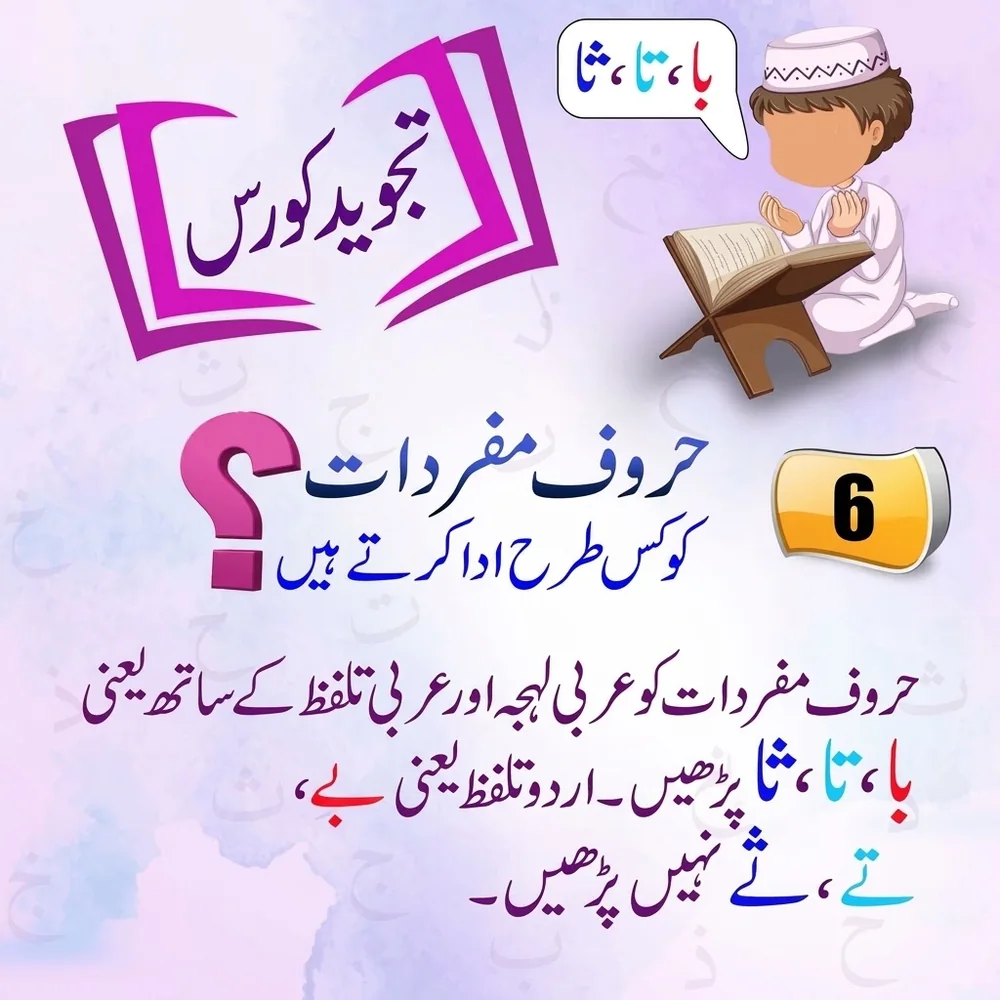 با، تا، ثا
تجوید کورس
حروف مفردات
کو کس طرح ادا کرتے ہیں؟
6
حروف مفردات کو عربی لہجہ اور عربی تلفظ کے ساتھ یعنی
با، تا، ثا پڑھیں۔ اردو تلفظ یعنی بے،
تے، ثے نہیں پڑھیں۔